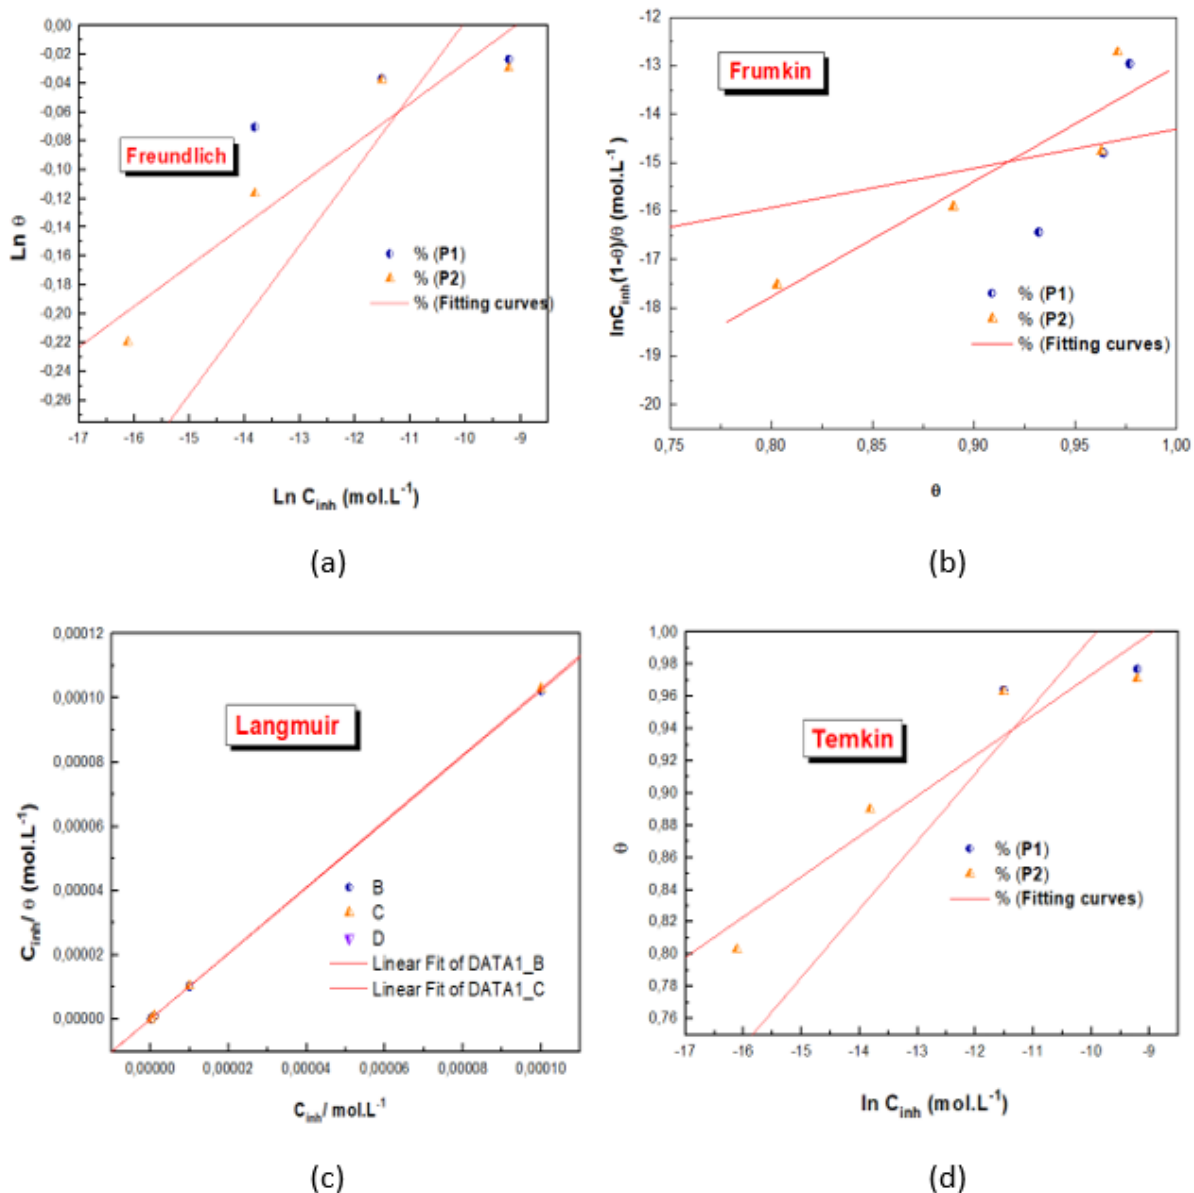 0,00
-0,02
-0,04
-0,06
-0,08
-0,10
-0,12
-0,14
-0,16
-0,18
-0,20
-0,22
-0,24
-0,26
Ln θ
Freundlich
% (P1)
% (P2)
% (Fitting curves)
-17 -16 -15 -14 -13 -12 -11 -10 -9
Ln C_inh (mol.L^-1)
(a)
-12
-13
-14
-15
-16
-17
-18
-19
-20
lnC_inh(1-θ)/θ (mol.L^-1)
Frumkin
% (P1)
% (P2)
% (Fitting curves)
0,75 0,80 0,85 0,90 0,95 1,00
θ
(b)
0,00012
0,00010
0,00008
0,00006
0,00004
0,00002
0,00000
C_inh/ θ (mol.L^-1)
Langmuir
B
C
D
Linear Fit of DATA1_B
Linear Fit of DATA1_C
0,00000 0,00002 0,00004 0,00006 0,00008 0,00010
C_inh/ mol.L^-1
(c)
1,00
0,98
0,96
0,94
0,92
0,90
0,88
0,86
0,84
0,82
0,80
0,78
0,76
θ
Temkin
% (P1)
% (P2)
% (Fitting curves)
-17 -16 -15 -14 -13 -12 -11 -10 -9
ln C_inh (mol.L^-1)
(d)